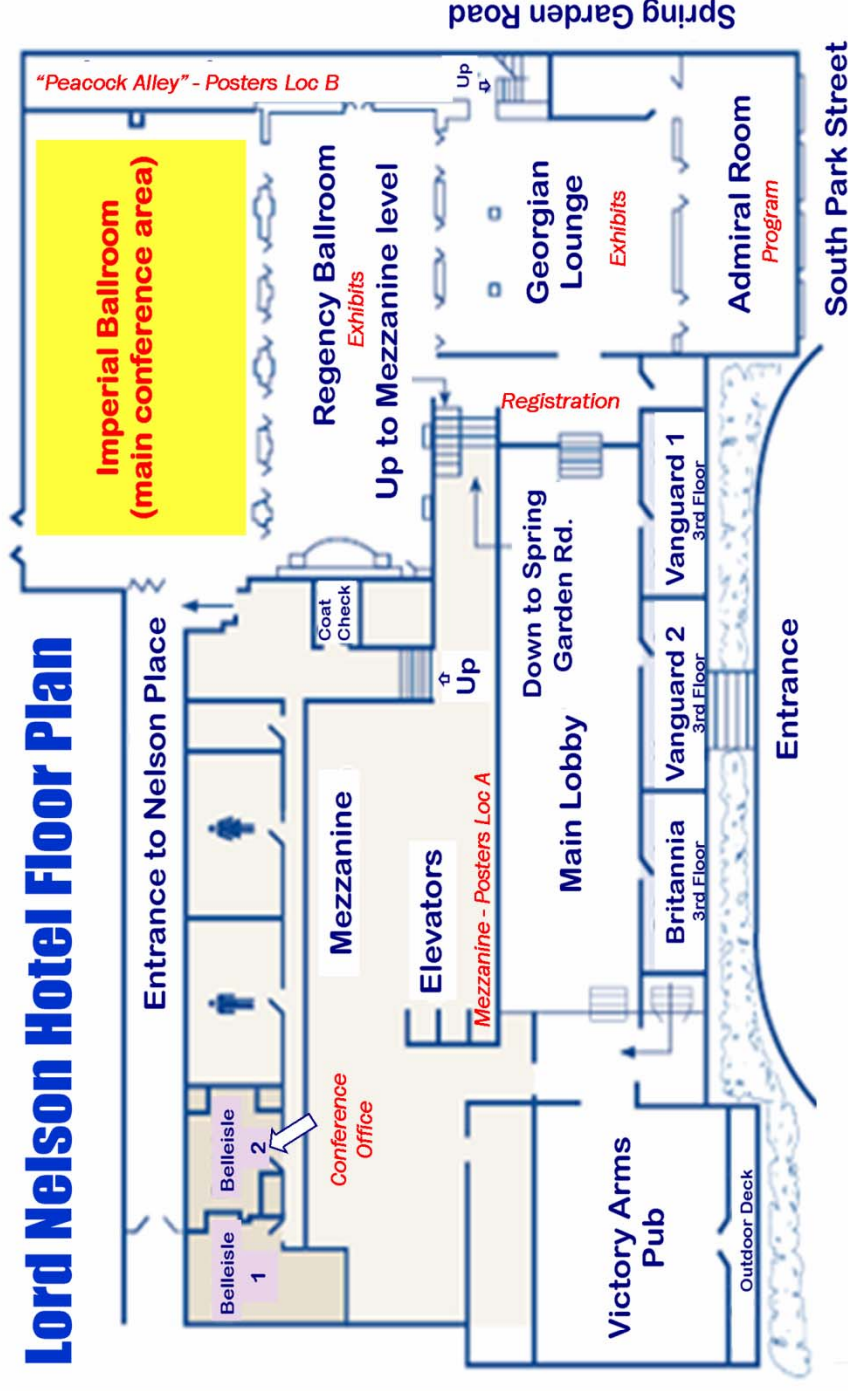 Lord Nelson Hotel Floor Plan
Entrance to Nelson Place
Belleisle
1
Belleisle
2
Conference
Office
Mezzanine
Elevators
Mezzanine - Posters Loc A
Up
Coat
Check
Imperial Ballroom
(main conference area)
"Peacock Alley" - Posters Loc B
Regency Ballroom
Exhibits
Up to Mezzanine level
Up
Georgian
Lounge
Exhibits
Admiral Room
Program
Registration
Down to Spring
Garden Rd.
Main Lobby
Victory Arms
Pub
Outdoor Deck
Britannia
3rd Floor
Vanguard 2
3rd Floor
Vanguard 1
3rd Floor
Entrance
South Park Street
Spring Garden Road